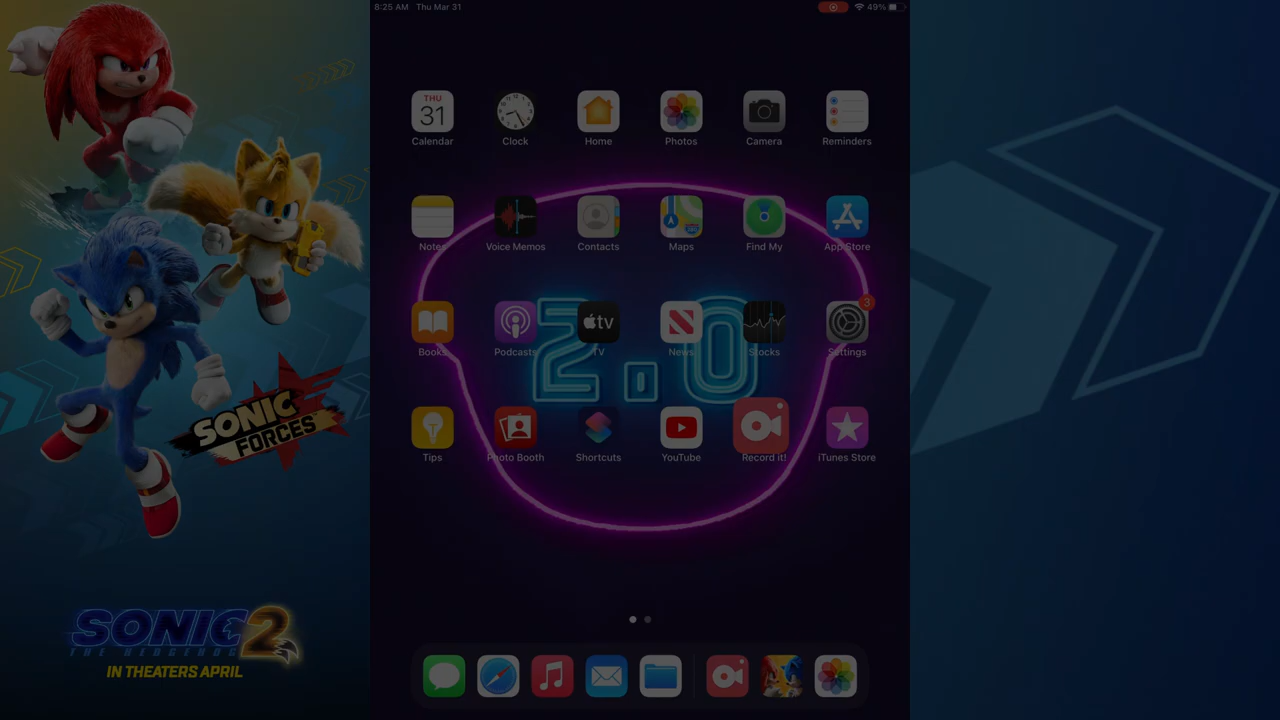 8:25 AM Thu Mar 31
49%
THU
31
Calendar
Clock
Home
Photos
Camera
Reminders
Notes
Voice Memos
Contacts
Maps
Find My
App Store
Books
Podcasts
tv
TV
News
Stocks
3
Settings
2.0
Tips
Photo Booth
Shortcuts
YouTube
Record it!
iTunes Store
SONIC
FORCES
SONIC 2
THE HEDGEHOG
IN THEATERS APRIL